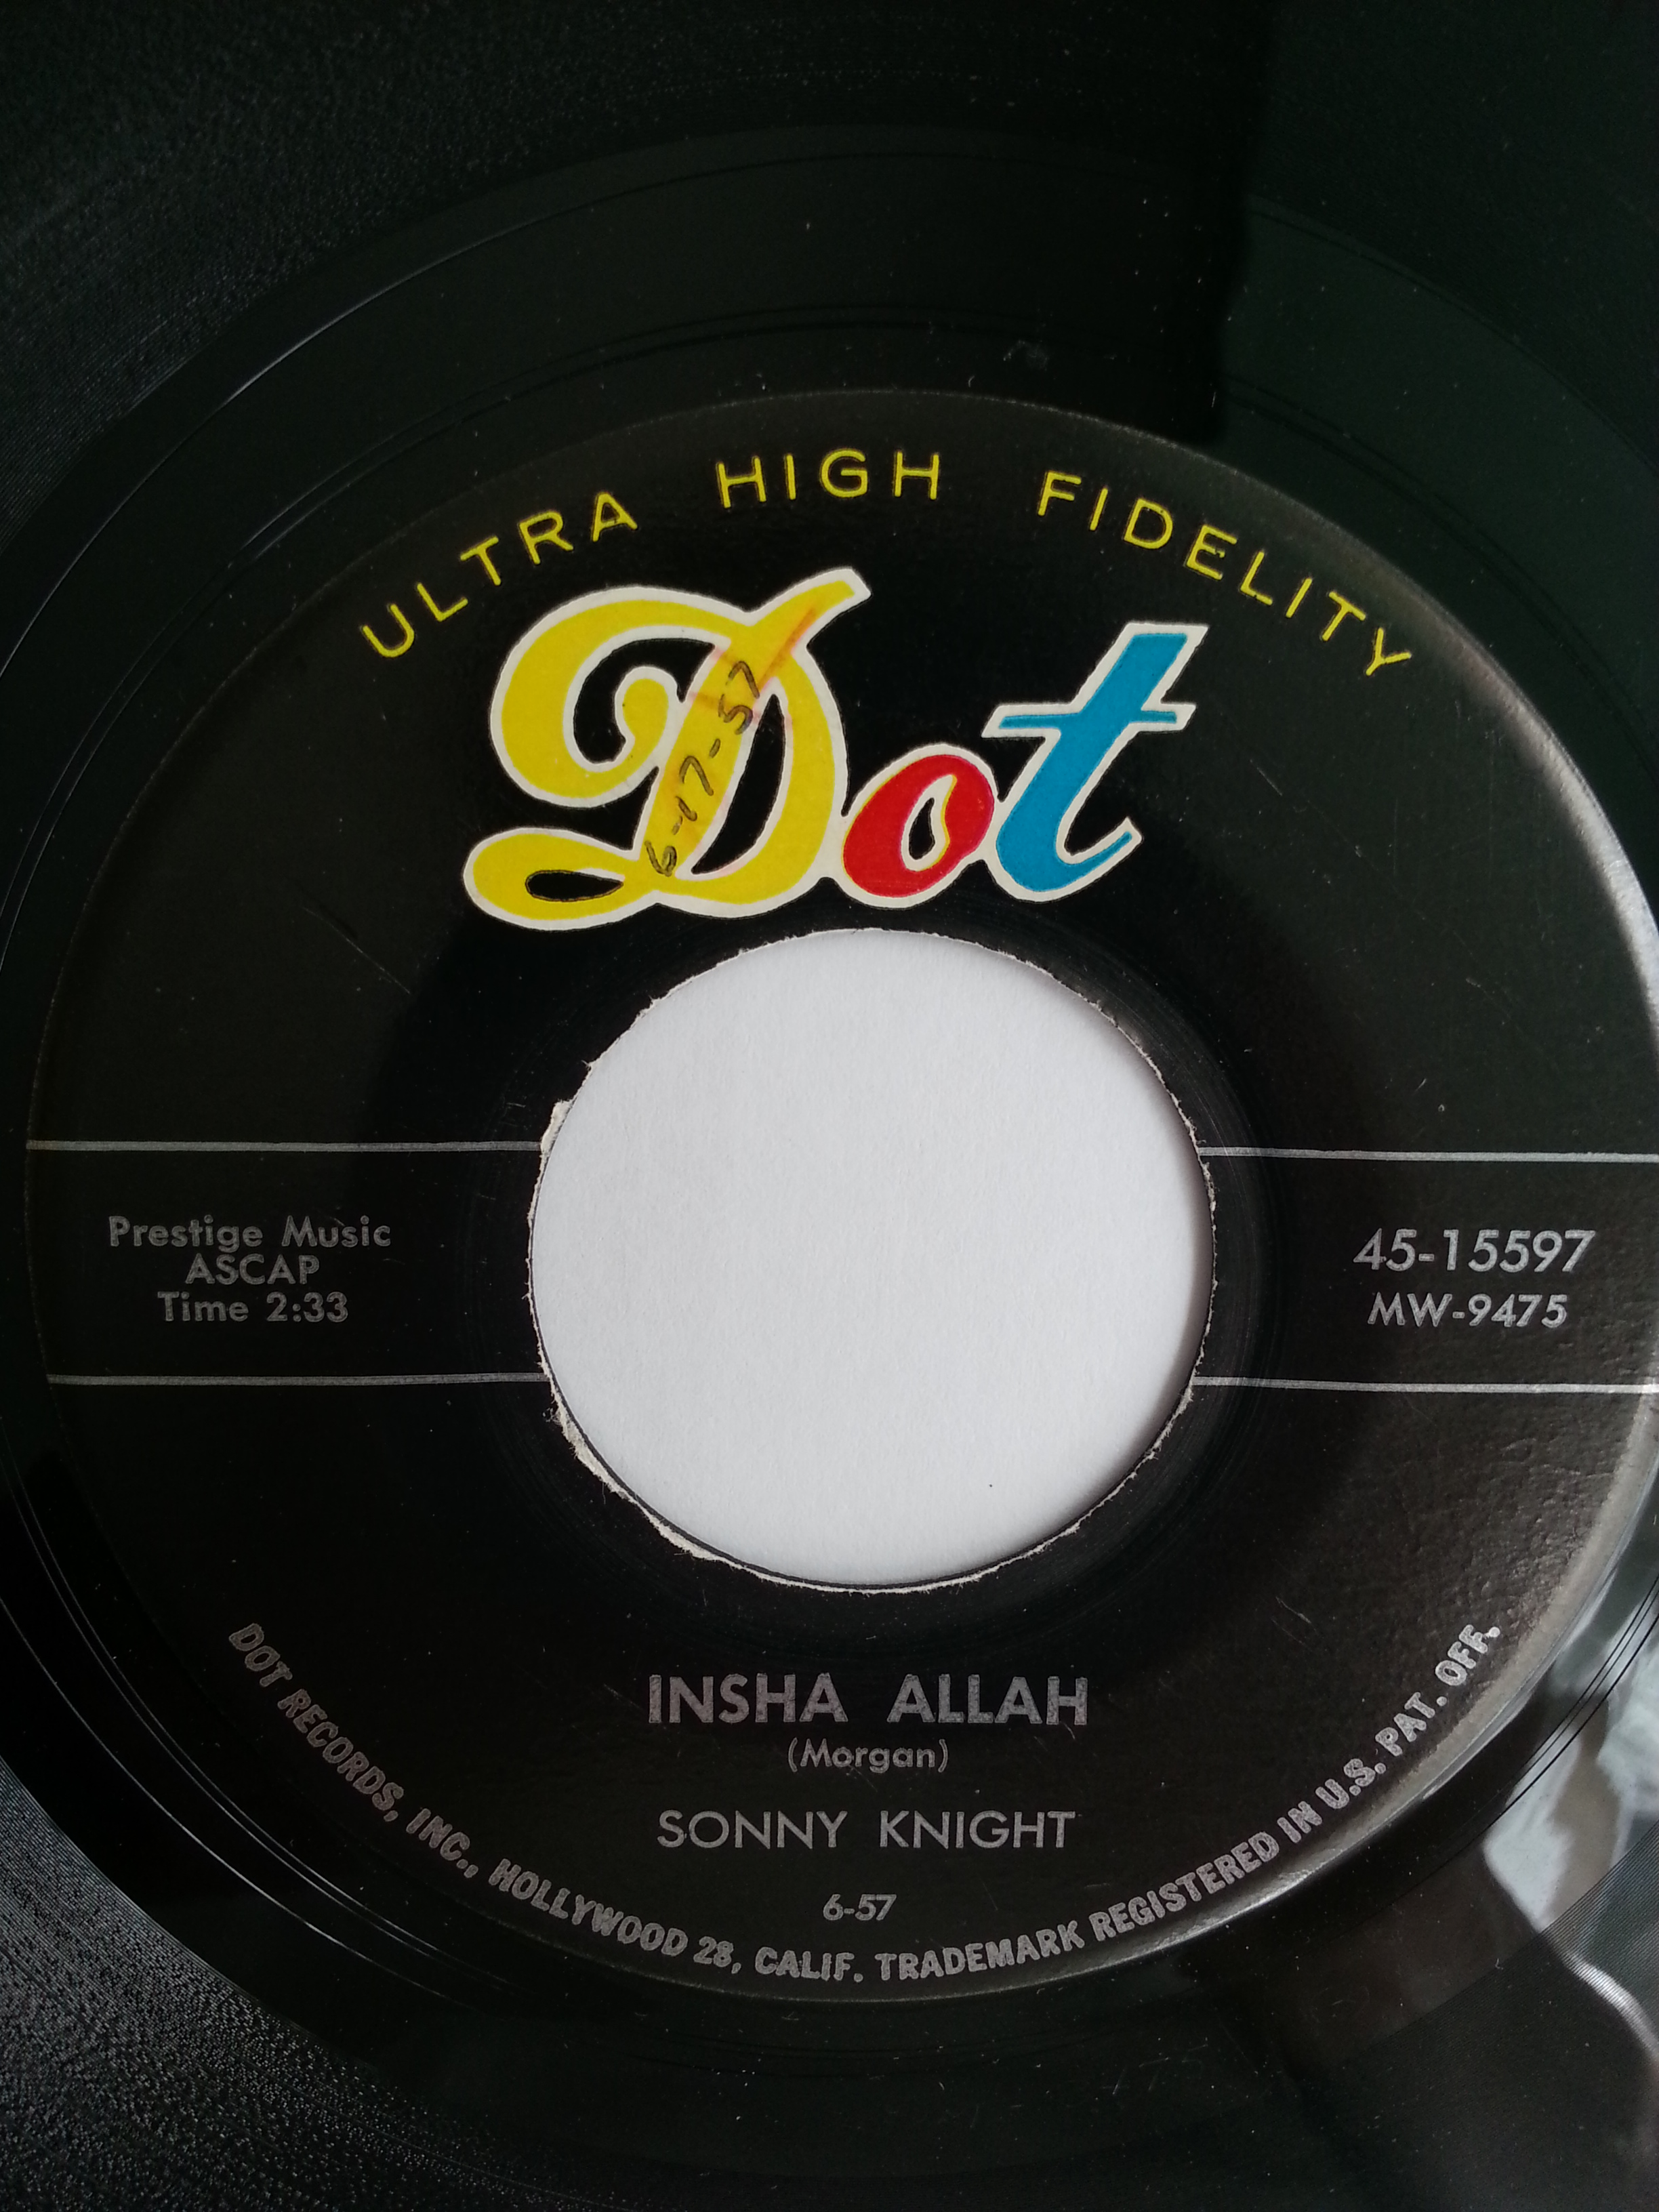 ULTRA HIGH FIDELITY
Dot
6-17-57
Prestige Music
ASCAP
Time 2:33
45-15597
MW-9475
INSHA ALLAH
(Morgan)
SONNY KNIGHT
6-57
DOT RECORDS, INC., HOLLYWOOD 28, CALIF. TRADEMARK REGISTERED IN U.S. PAT. OFF.